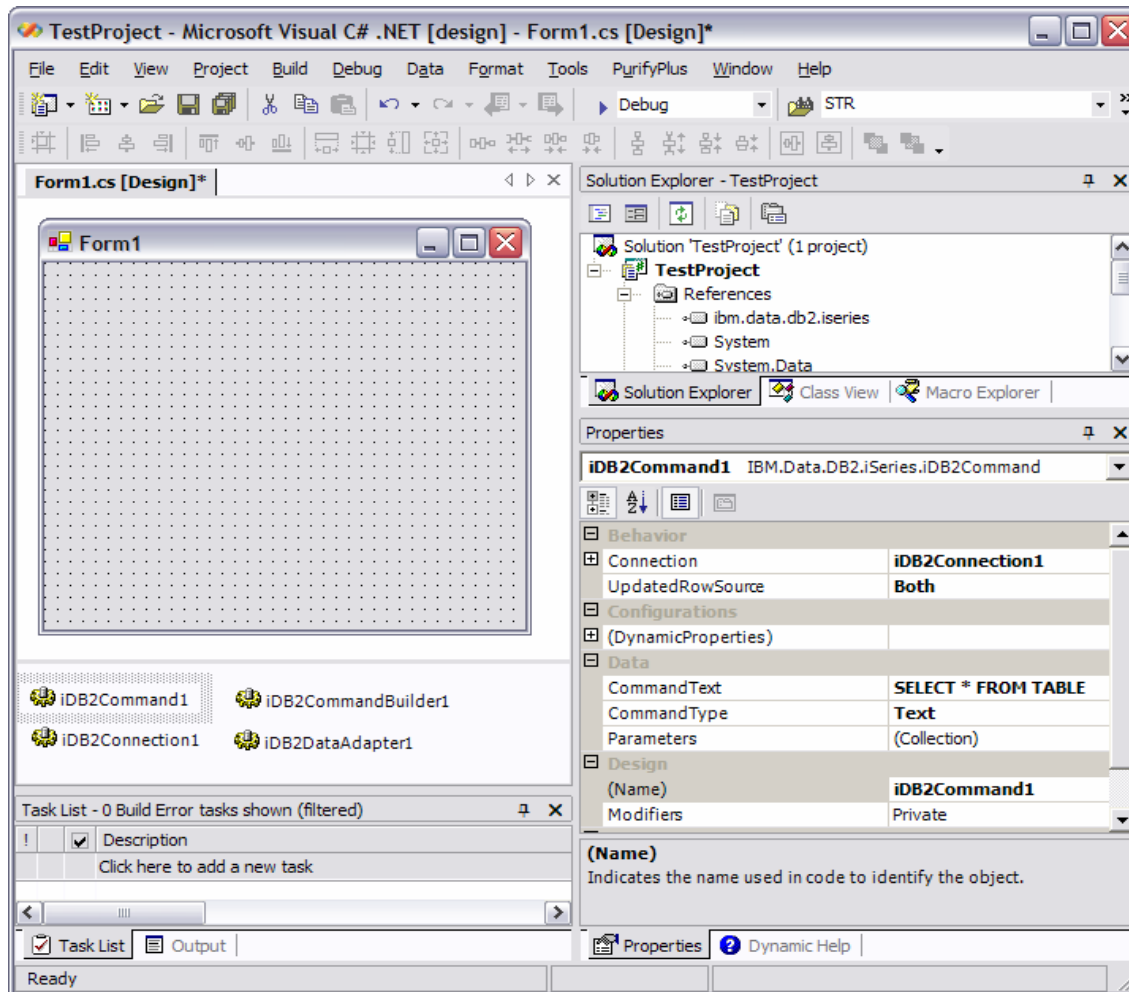 TestProject - Microsoft Visual C# .NET [design] - Form1.cs [Design]*
File Edit View Project Build Debug Data Format Tools PurifyPlus Window Help
Debug STR
Form1.cs [Design]*
Solution Explorer - TestProject
Form1
Solution 'TestProject' (1 project)
TestProject
References
ibm.data.db2.iseries
System
System.Data
Solution Explorer Class View Macro Explorer
Properties
iDB2Command1 IBM.Data.DB2.iSeries.iDB2Command
Behavior
Connection iDB2Connection1
UpdatedRowSource Both
Configurations
(DynamicProperties)
Data
CommandText SELECT * FROM TABLE
CommandType Text
Parameters (Collection)
Design
(Name) iDB2Command1
Modifiers Private
(Name)
Indicates the name used in code to identify the object.
Properties Dynamic Help
iDB2Command1 iDB2CommandBuilder1
iDB2Connection1 iDB2DataAdapter1
Task List - 0 Build Error tasks shown (filtered)
! Description
Click here to add a new task
Task List Output
Ready